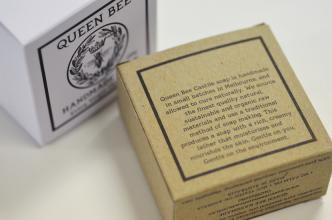 QUEEN BEE
HANDMA
Queen Bee Castile soap is handmade
in small batches in Melbourne, and
allowed to cure naturally. We source
the finest quality natural,
sustainable and organic raw
materials and use a traditional
method of soap making. This
produces a soap with a rich, creamy
lather that moisturises and
nourishes the skin. Gentle on you,
Gentle on the environment.